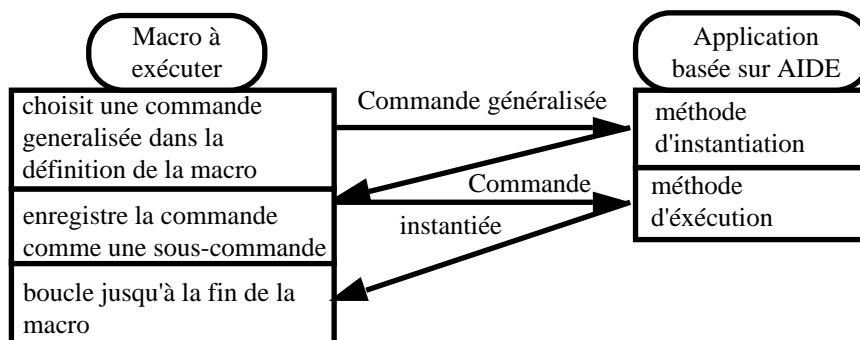 Macro à
exécuter
choisit une commande
generalisée dans la
définition de la macro
enregistre la commande
comme une sous-commande
boucle jusqu'à la fin de la
macro
Commande généralisée
Commande
instantiée
Application
basée sur AIDE
méthode
d'instantiation
méthode
d'éxécution